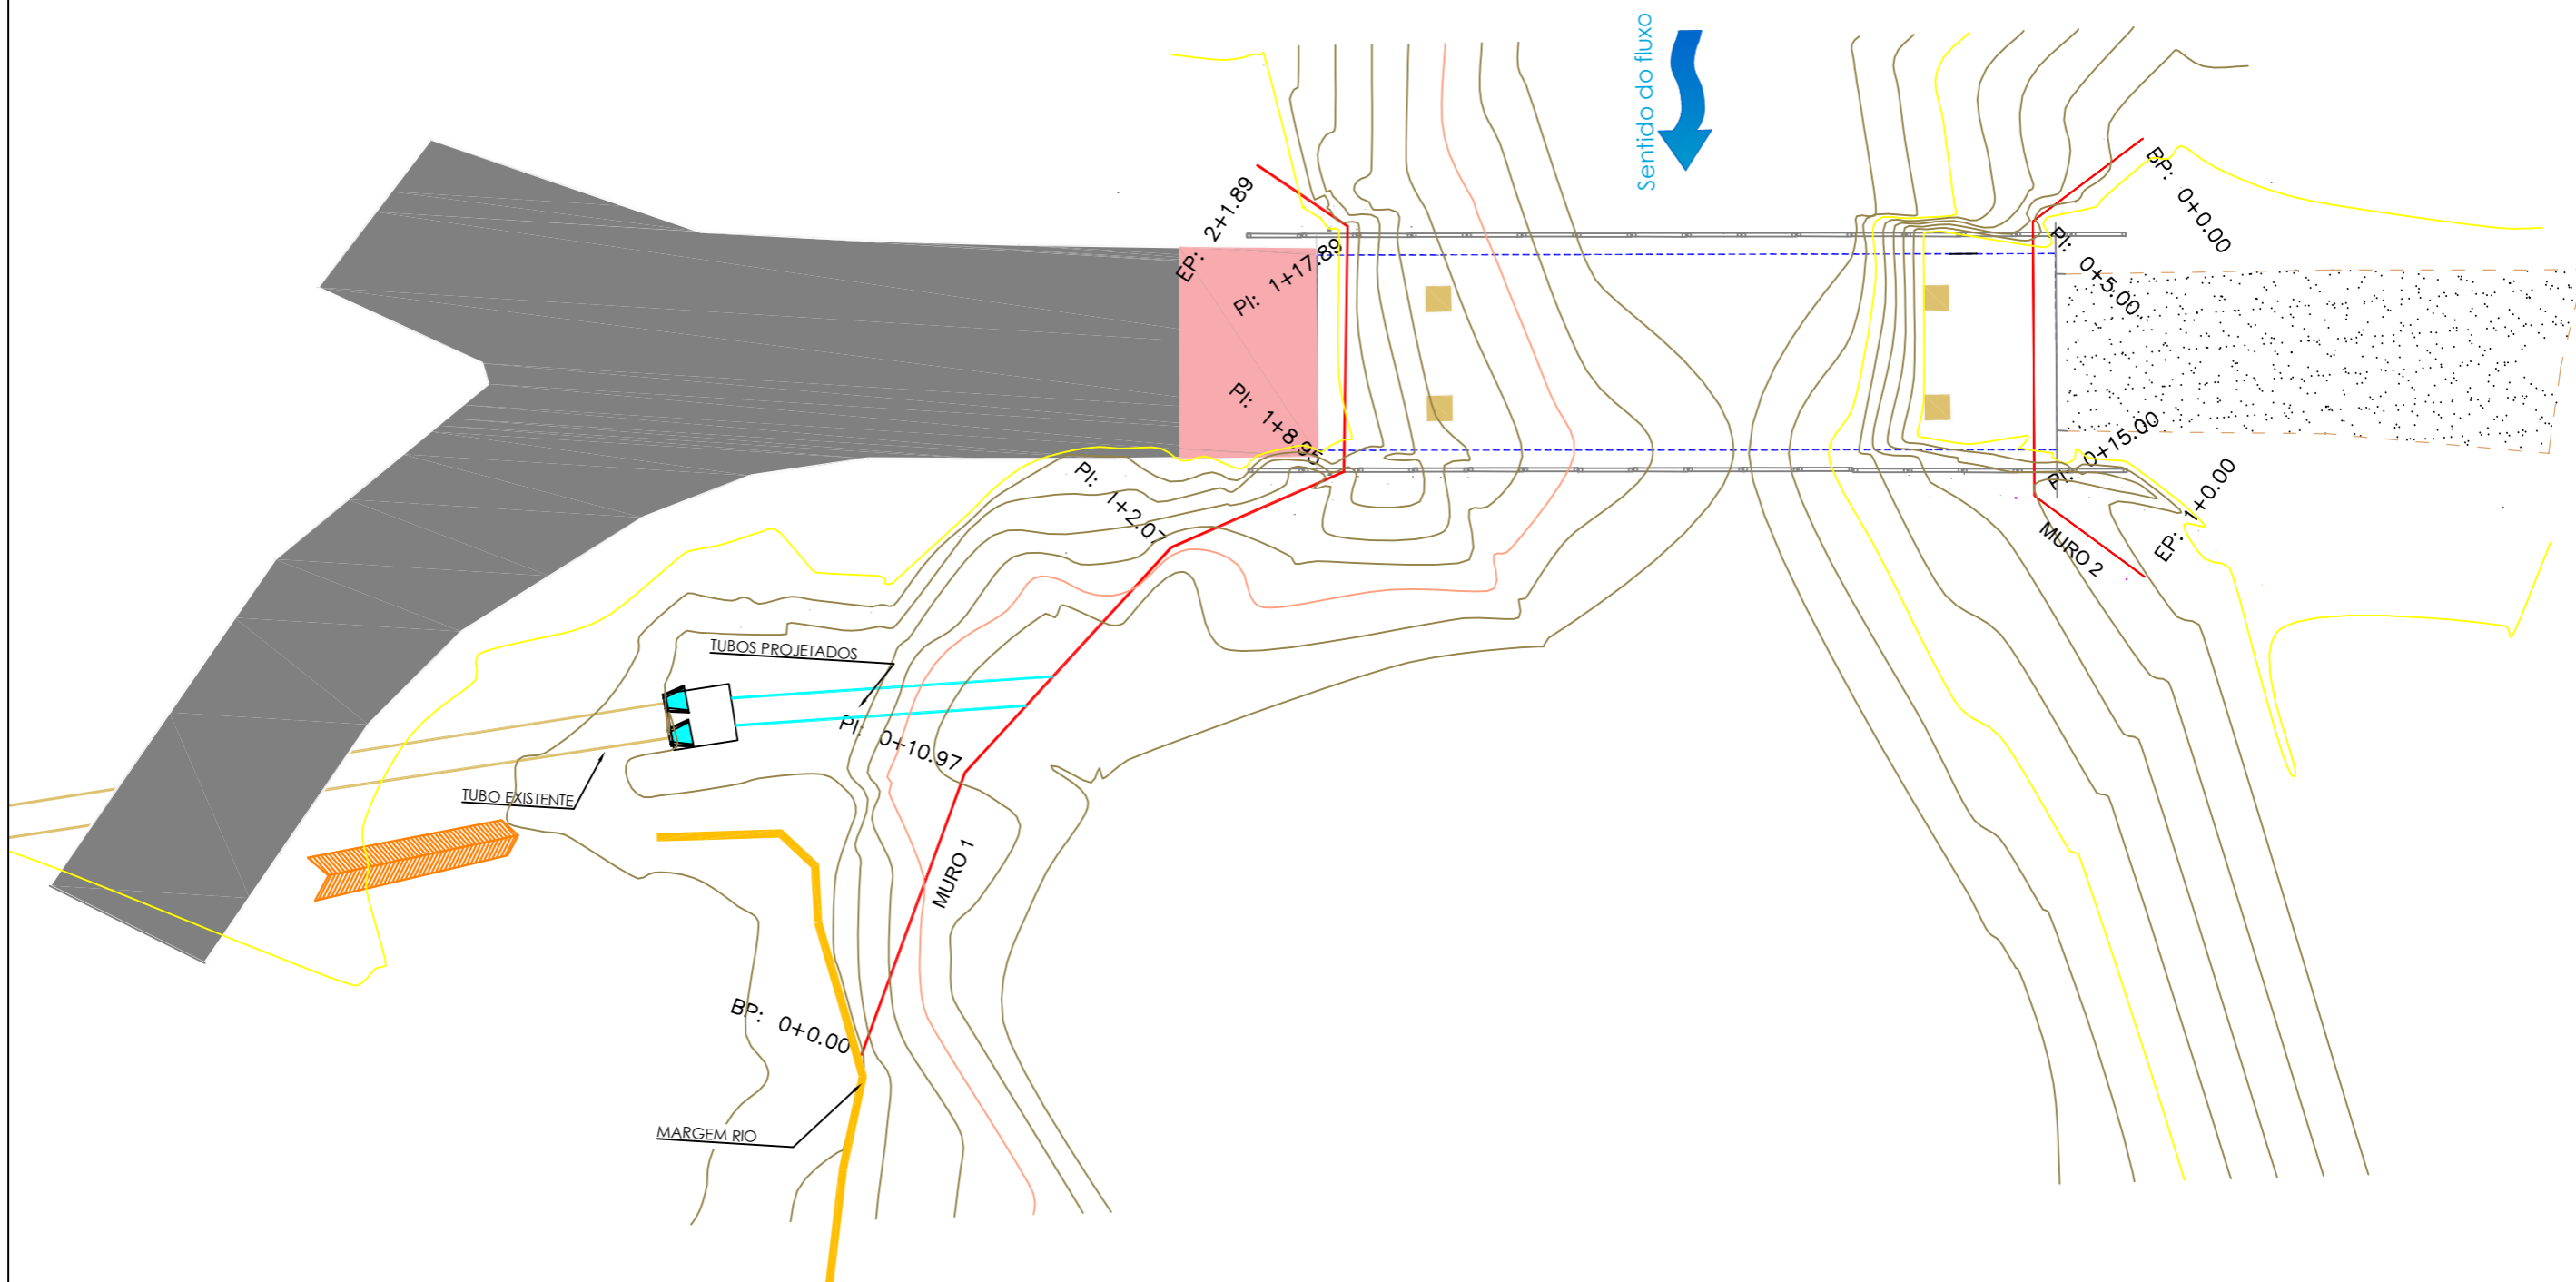 Sentido do fluxo
EP: 2+1.89
PI: 1+17.89
PI: 1+8.95
PI: 1+2.07
PI: 0+10.97
MURO 1
BP: 0+0.00
BP: 0+0.00
PI: 0+5.00
PI: 0+15.00
EP: 1+0.00
MURO 2
TUBOS PROJETADOS
TUBO EXISTENTE
MARGEM RIO